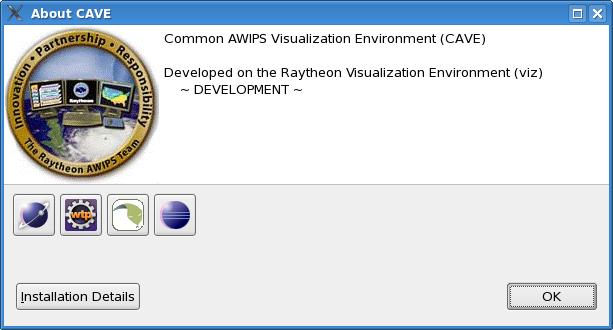 About CAVE
Common AWIPS Visualization Environment (CAVE)
Developed on the Raytheon Visualization Environment (viz)
~ DEVELOPMENT ~
Innovation • Partnership • Responsibility
Raytheon
The Raytheon AWIPS Team
wtp
Installation Details
OK